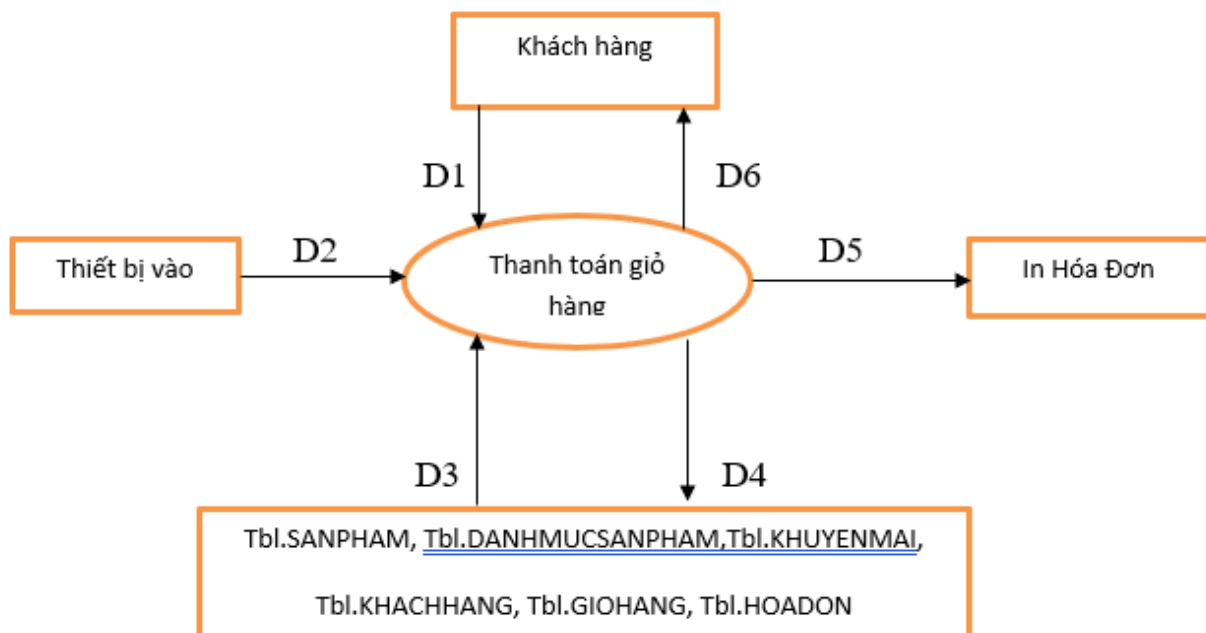 Khách hàng
D1
D6
Thiết bị vào
D2
Thanh toán giỏ
hàng
D5
In Hóa Đơn
D3
D4
Tbl.SANPHAM, Tbl.DANHMUCSANPHAM,Tbl.KHUYENMAI,
Tbl.KHACHHANG, Tbl.GIOHANG, Tbl.HOADON